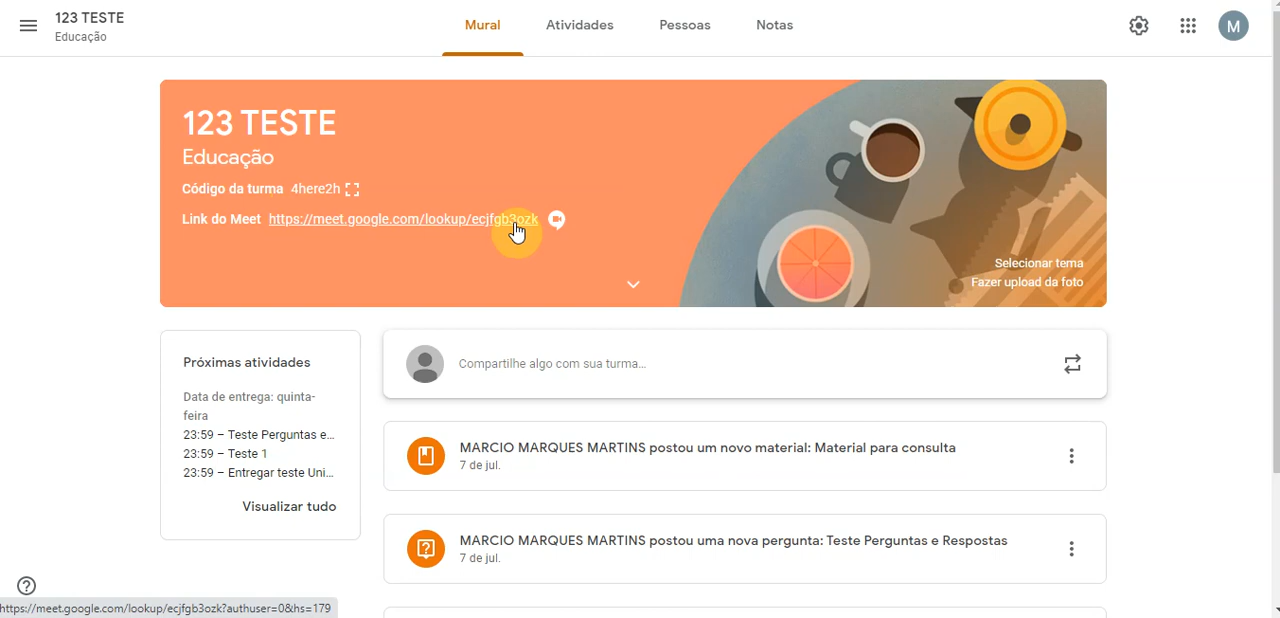 123 TESTE
Educação
Mural
Atividades
Pessoas
Notas
M
123 TESTE
Educação
Código da turma 4here2h
Link do Meet https://meet.google.com/lookup/ecjfgb3ozk
Selecionar tema
Fazer upload da foto
Próximas atividades
Data de entrega: quinta-
feira
23:59 – Teste Perguntas e...
23:59 – Teste 1
23:59 – Entregar teste Uni...
Visualizar tudo
Compartilhe algo com sua turma...
MARCIO MARQUES MARTINS postou um novo material: Material para consulta
7 de jul.
MARCIO MARQUES MARTINS postou uma nova pergunta: Teste Perguntas e Respostas
7 de jul.
https://meet.google.com/lookup/ecjfgb3ozk?authuser=0&hs=179